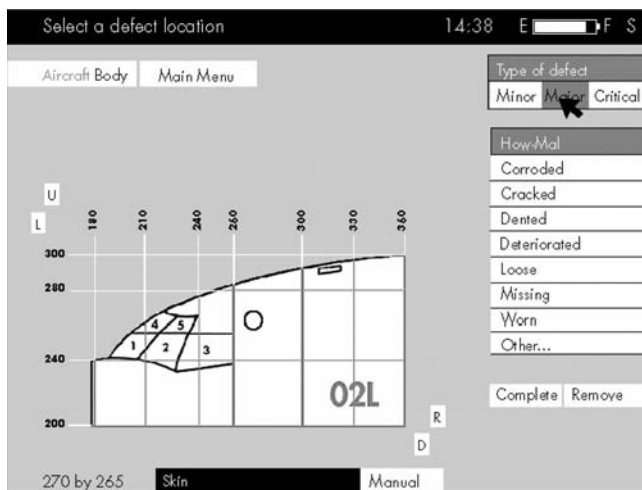 Select a defect location 14:38 E F S
Aircraft Body Main Menu
Type of defect
Minor Major Critical
How-Mal
Corroded
Cracked
Dented
Deteriorated
Loose
Missing
Worn
Other...
Complete Remove
U
L
180 210 240 260 300 330 360
300
280
240
200
4 5
1 2 3
02L
R
D
270 by 265 Skin Manual